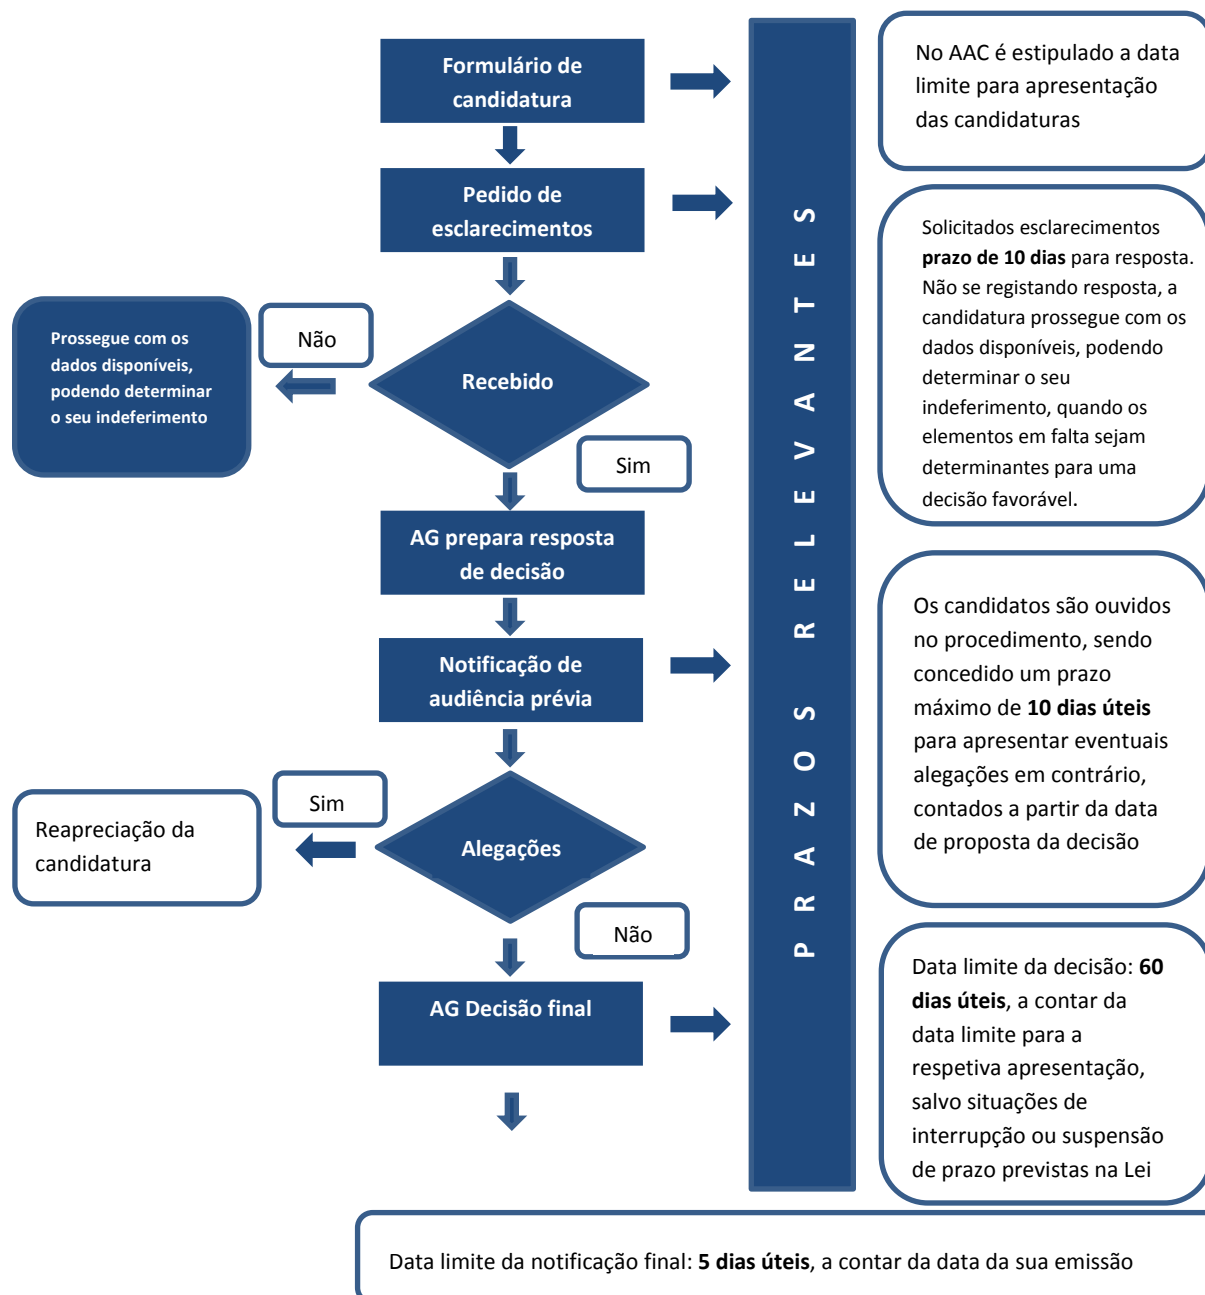 Formulário de
candidatura
No AAC é estipulado a data
limite para apresentação
das candidaturas
Pedido de
esclarecimentos
Solicitados esclarecimentos
prazo de 10 dias para resposta.
Não se registando resposta, a
candidatura prossegue com os
dados disponíveis, podendo
determinar o seu
indeferimento, quando os
elementos em falta sejam
determinantes para uma
decisão favorável.
Prossegue com os
dados disponíveis,
podendo determinar
o seu indeferimento
Não
Recebido
Sim
AG prepara resposta
de decisão
PRAZOS RELEVANTES
Notificação de
audiência prévia
Os candidatos são ouvidos
no procedimento, sendo
concedido um prazo
máximo de 10 dias úteis
para apresentar eventuais
alegações em contrário,
contados a partir da data
de proposta da decisão
Sim
Reapreciação da
candidatura
Alegações
Não
AG Decisão final
Data limite da decisão: 60
dias úteis, a contar da
data limite para a
respetiva apresentação,
salvo situações de
interrupção ou suspensão
de prazo previstas na Lei
Data limite da notificação final: 5 dias úteis, a contar da data da sua emissão